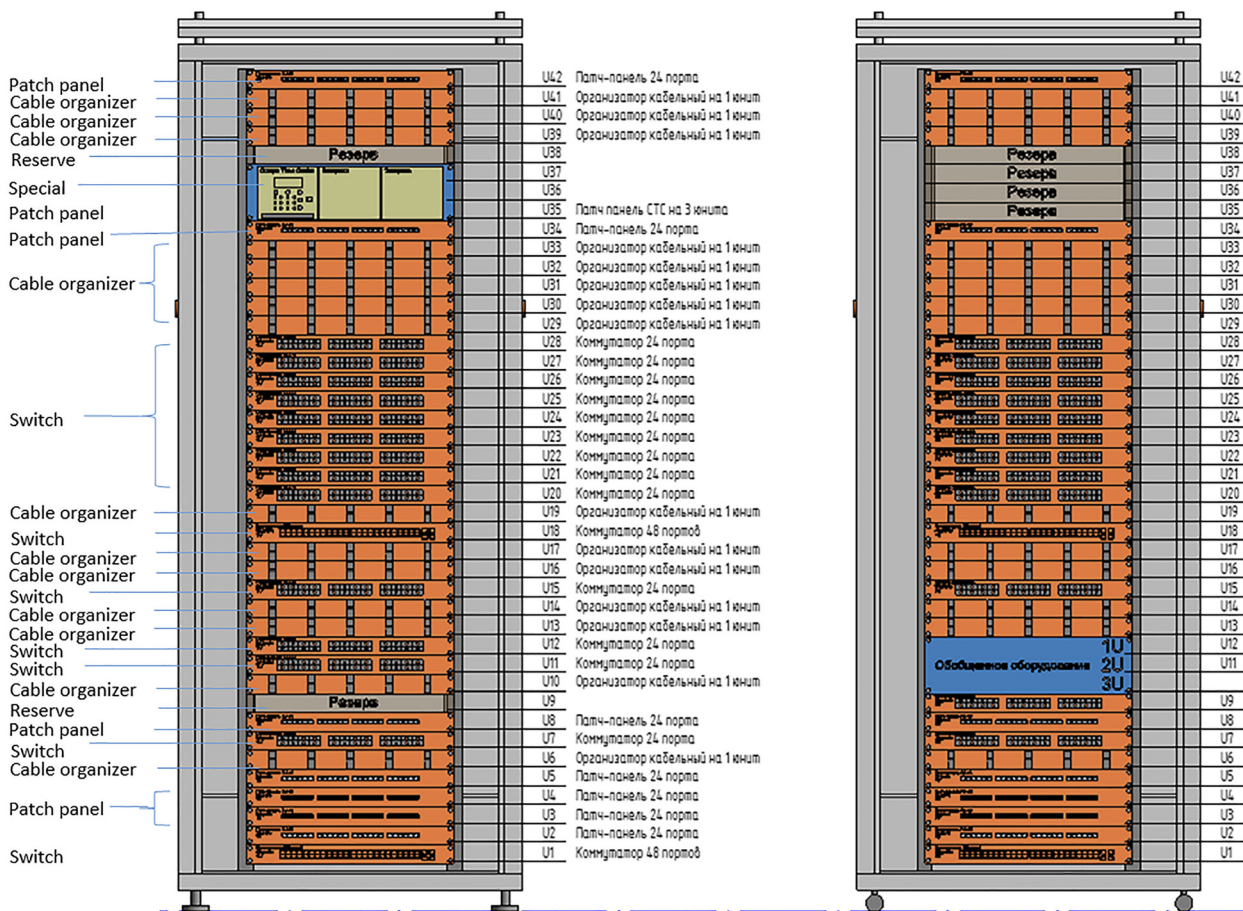 Patch panel U42 Патч-панель 24 порта U42
Cable organizer U41 Организатор кабельный на 1 юнит U41
Cable organizer U40 Организатор кабельный на 1 юнит U40
Cable organizer U39 Организатор кабельный на 1 юнит U39
Reserve Резерв U38 Резерв U38
U37 Резерв U37
Special U36 Резерв U36
Patch panel U35 Патч панель СТС на 3 юнита Резерв U35
Patch panel U34 Патч-панель 24 порта U34
U33 Организатор кабельный на 1 юнит U33
U32 Организатор кабельный на 1 юнит U32
Cable organizer U31 Организатор кабельный на 1 юнит U31
U30 Организатор кабельный на 1 юнит U30
U29 Организатор кабельный на 1 юнит U29
U28 Коммутатор 24 порта U28
U27 Коммутатор 24 порта U27
U26 Коммутатор 24 порта U26
U25 Коммутатор 24 порта U25
Switch U24 Коммутатор 24 порта U24
U23 Коммутатор 24 порта U23
U22 Коммутатор 24 порта U22
U21 Коммутатор 24 порта U21
U20 Коммутатор 24 порта U20
Cable organizer U19 Организатор кабельный на 1 юнит U19
Switch U18 Коммутатор 48 портов U18
Cable organizer U17 Организатор кабельный на 1 юнит U17
Cable organizer U16 Организатор кабельный на 1 юнит U16
Switch U15 Коммутатор 24 порта U15
Cable organizer U14 Организатор кабельный на 1 юнит U14
Cable organizer U13 Организатор кабельный на 1 юнит U13
Switch U12 Коммутатор 24 порта 1U U12
Switch U11 Коммутатор 24 порта Обобщенное оборудование 2U U11
Cable organizer U10 Организатор кабельный на 1 юнит 3U
Reserve Резерв U9 U9
Patch panel U8 Патч-панель 24 порта U8
Switch U7 Коммутатор 24 порта U7
Cable organizer U6 Организатор кабельный на 1 юнит U6
U5 Патч-панель 24 порта U5
Patch panel U4 Патч-панель 24 порта U4
U3 Патч-панель 24 порта U3
U2 Патч-панель 24 порта U2
Switch U1 Коммутатор 48 портов U1